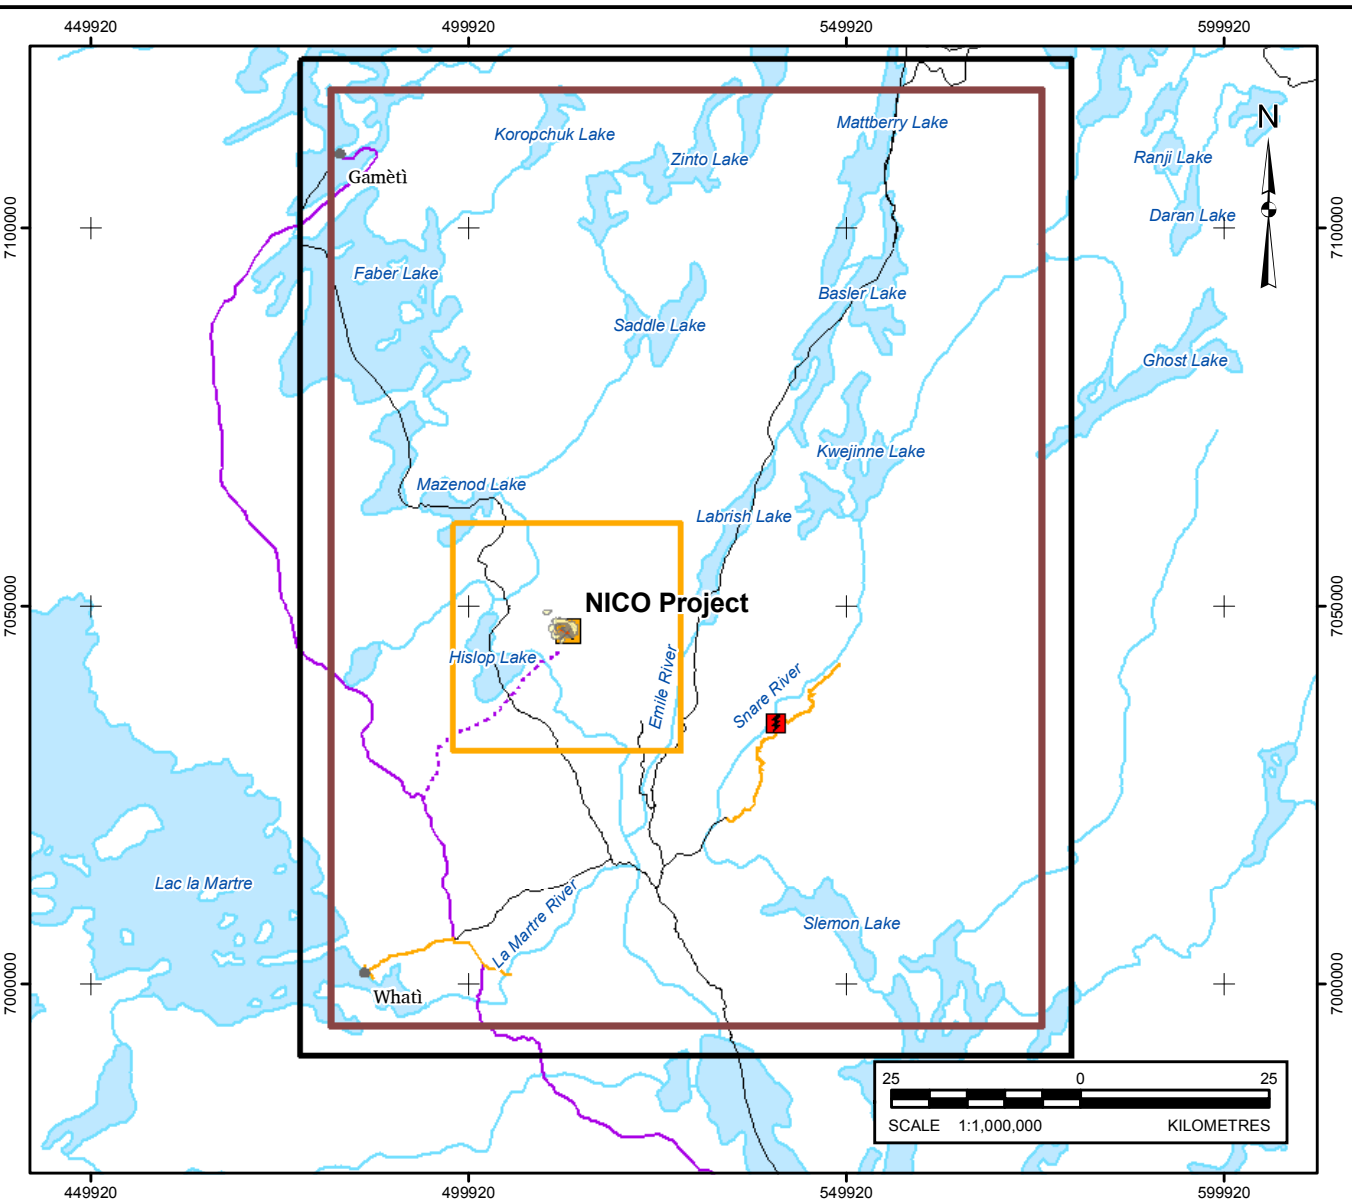 449920
499920
549920
599920
N
Mattberry Lake
Koropchuk Lake
Zinto Lake
Ranji Lake
Gamètì
Daran Lake
7100000
7100000
Faber Lake
Basler Lake
Saddle Lake
Ghost Lake
Kwejinne Lake
Mazenod Lake
Labrish Lake
NICO Project
7050000
7050000
Hislop Lake
Emile River
Snare River
Lac la Martre
La Martre River
Slemon Lake
Whatì
7000000
7000000
25
0
25
SCALE 1:1,000,000
KILOMETRES
449920
499920
549920
599920